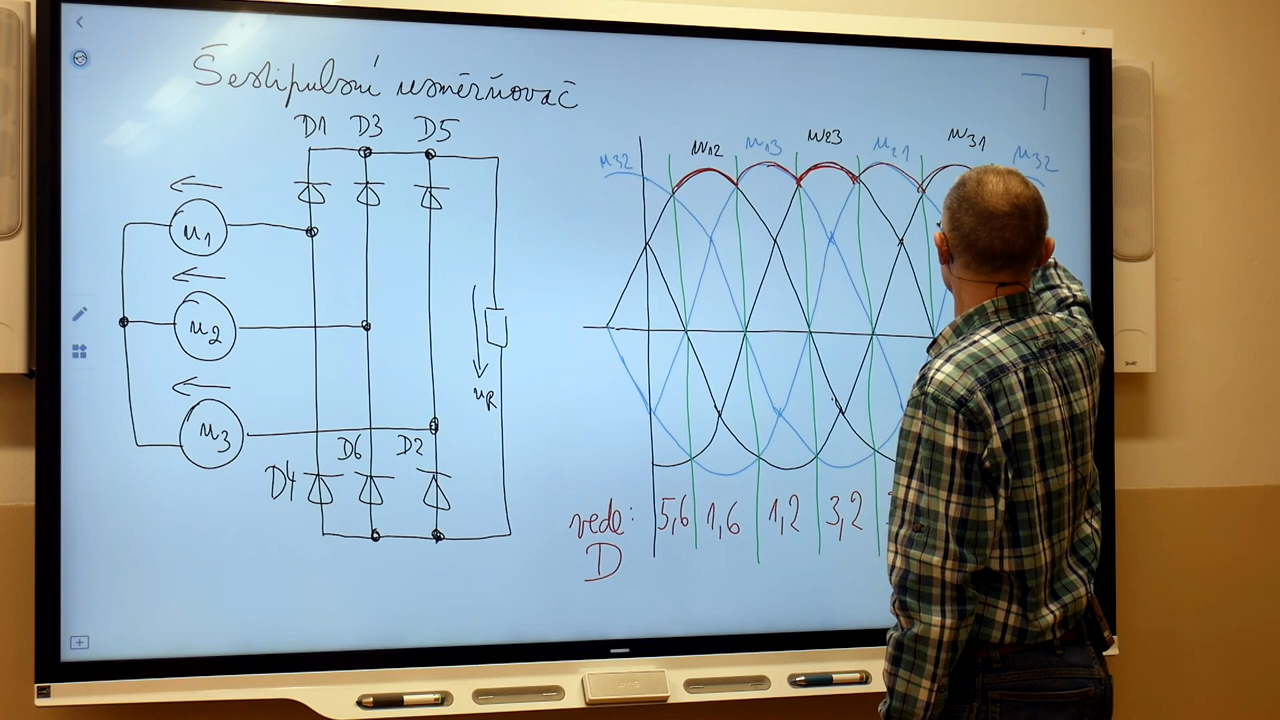 Šestipulsní usměrňovač
D1 D3 D5
u1
u2
u3
uR
D4 D6 D2
u32 u12 u13 u23 u21 u31 u32
vede: 5,6 1,6 1,2 3,2
D